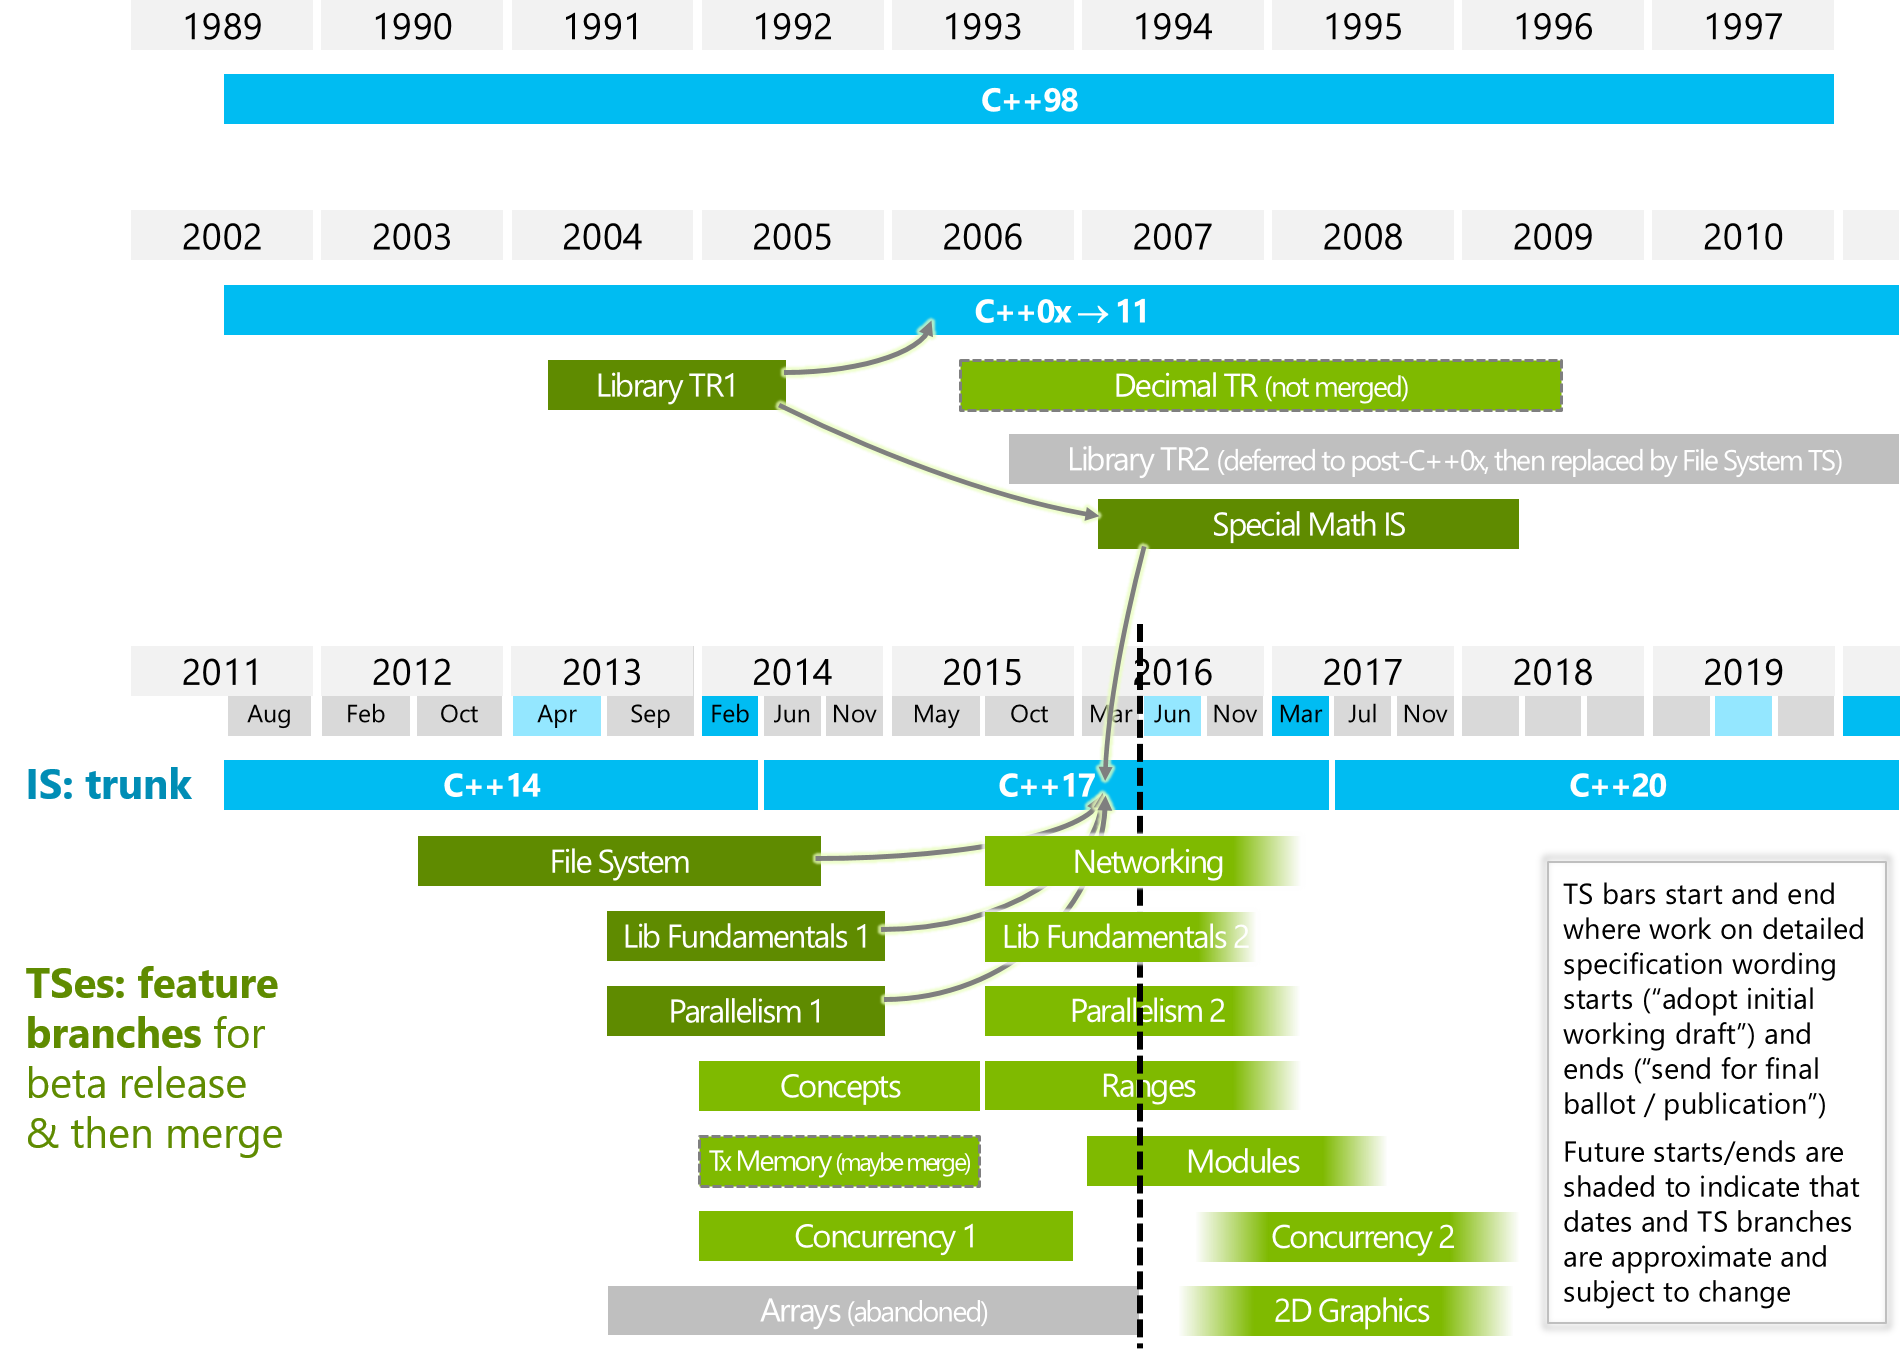 1989 1990 1991 1992 1993 1994 1995 1996 1997
C++98
2002 2003 2004 2005 2006 2007 2008 2009 2010
C++0x → 11
Library TR1
Decimal TR (not merged)
Library TR2 (deferred to post-C++0x, then replaced by File System TS)
Special Math IS
2011 2012 2013 2014 2015 2016 2017 2018 2019
Aug Feb Oct Apr Sep Feb Jun Nov May Oct Mar Jun Nov Mar Jul Nov
IS: trunk
C++14 C++17 C++20
File System Networking
Lib Fundamentals 1 Lib Fundamentals 2
Parallelism 1 Parallelism 2
Concepts Ranges
Tx Memory (maybe merge) Modules
Concurrency 1 Concurrency 2
Arrays (abandoned) 2D Graphics
TSes: feature
branches for
beta release
& then merge
TS bars start and end
where work on detailed
specification wording
starts (“adopt initial
working draft”) and
ends (“send for final
ballot / publication”)
Future starts/ends are
shaded to indicate that
dates and TS branches
are approximate and
subject to change